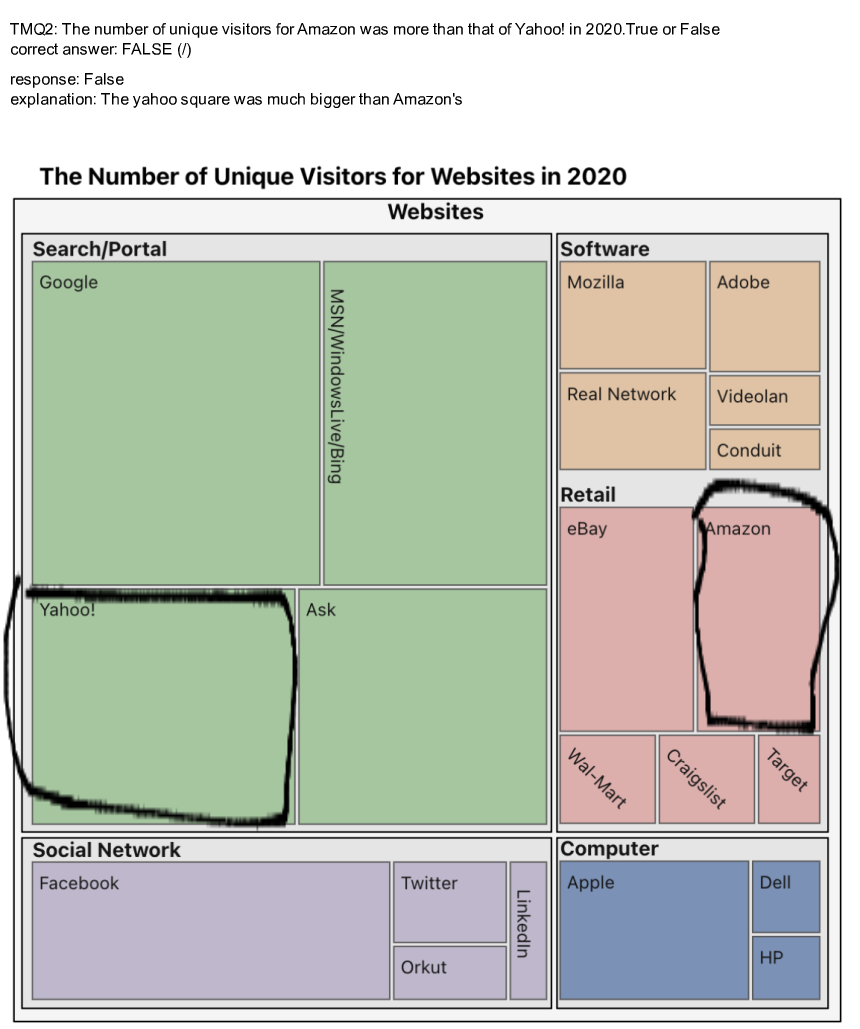 TMQ2: The number of unique visitors for Amazon was more than that of Yahoo! in 2020.True or False
correct answer: FALSE (/)
response: False
explanation: The yahoo square was much bigger than Amazon's
The Number of Unique Visitors for Websites in 2020
Websites
Search/Portal
Google
MSN/WindowsLive/Bing
Yahoo!
Ask
Software
Mozilla
Adobe
Real Network
Videolan
Conduit
Retail
eBay
Amazon
Wal-Mart
Craigslist
Target
Social Network
Facebook
Twitter
Orkut
LinkedIn
Computer
Apple
Dell
HP